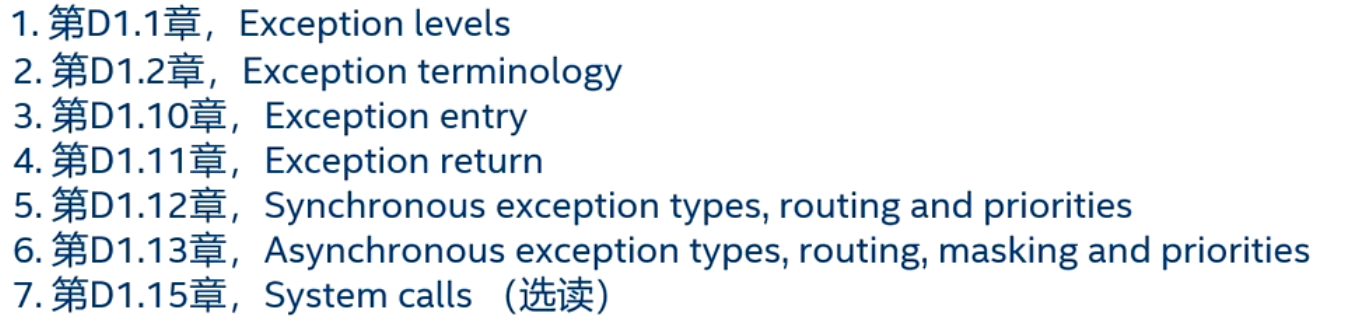 1. 第D1.1章，Exception levels
2. 第D1.2章，Exception terminology
3. 第D1.10章，Exception entry
4. 第D1.11章，Exception return
5. 第D1.12章，Synchronous exception types, routing and priorities
6. 第D1.13章，Asynchronous exception types, routing, masking and priorities
7. 第D1.15章，System calls （选读）